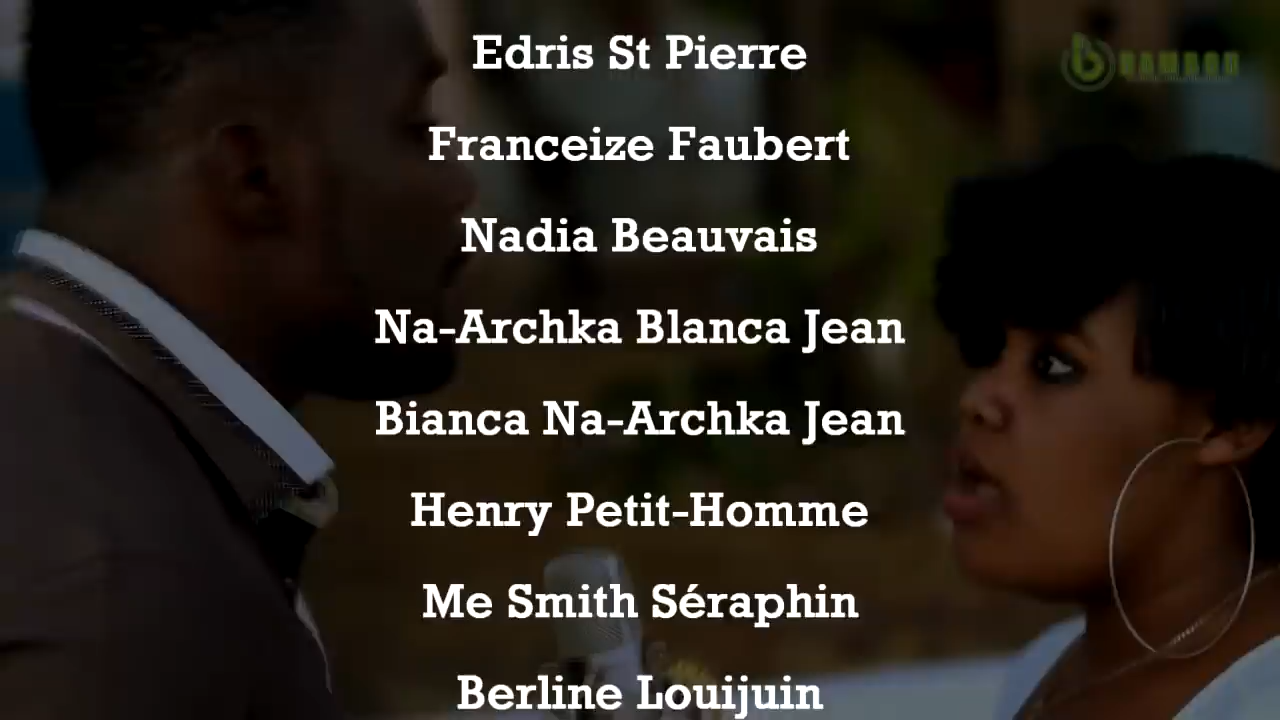 Edris St Pierre
BAMBOO
Franceize Faubert
Nadia Beauvais
Na-Archka Blanca Jean
Bianca Na-Archka Jean
Henry Petit-Homme
Me Smith Séraphin
Berline Louijuin